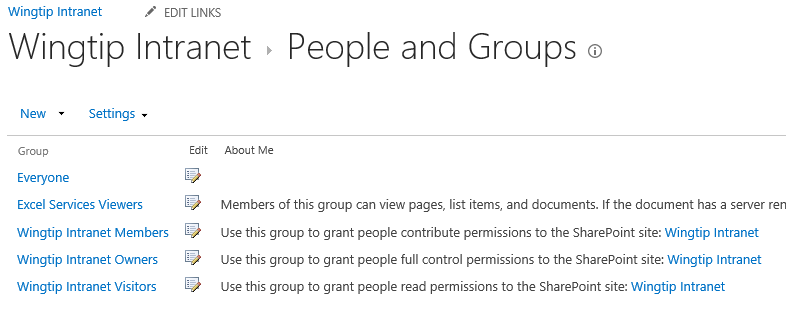 Wingtip Intranet EDIT LINKS
Wingtip Intranet People and Groups
New Settings
Group Edit About Me
Everyone
Excel Services Viewers Members of this group can view pages, list items, and documents. If the document has a server ren
Wingtip Intranet Members Use this group to grant people contribute permissions to the SharePoint site: Wingtip Intranet
Wingtip Intranet Owners Use this group to grant people full control permissions to the SharePoint site: Wingtip Intranet
Wingtip Intranet Visitors Use this group to grant people read permissions to the SharePoint site: Wingtip Intranet